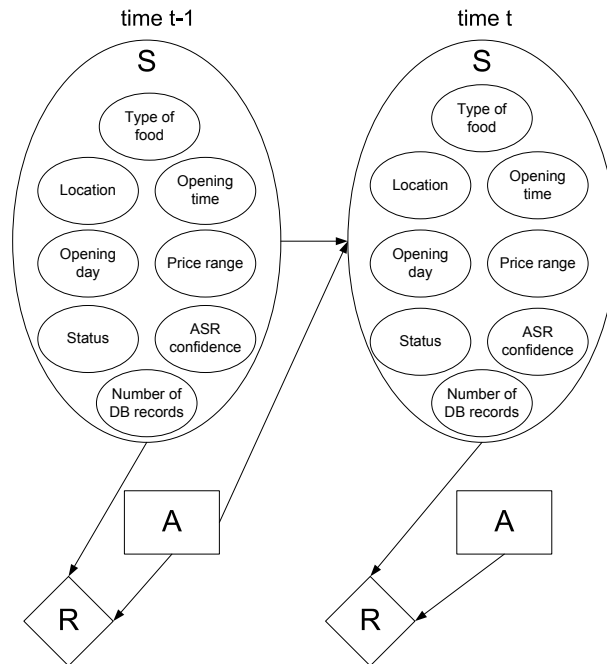 time t-1
S
Type of
food
Location
Opening
time
Opening
day
Price range
Status
ASR
confidence
Number of
DB records
A
R
time t
S
Type of
food
Location
Opening
time
Opening
day
Price range
Status
ASR
confidence
Number of
DB records
A
R